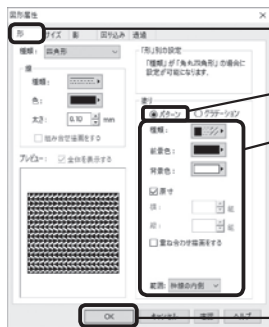 図形属性
形 サイズ 影 回り込み 透過
種類: 四角形
線
種類:
色:
太さ: 0.10 mm
組み合せ描画をする
プレビュー: 全体を表示する
「形」別の設定
「種類」が「角丸四角形」の場合に
設定が可能になります。
塗り
パターン グラデーション
種類:
前景色:
背景色:
原寸
横:
縦:
重ね合わせ描画をする
範囲: 枠線の内側
OK キャンセル ヘルプ